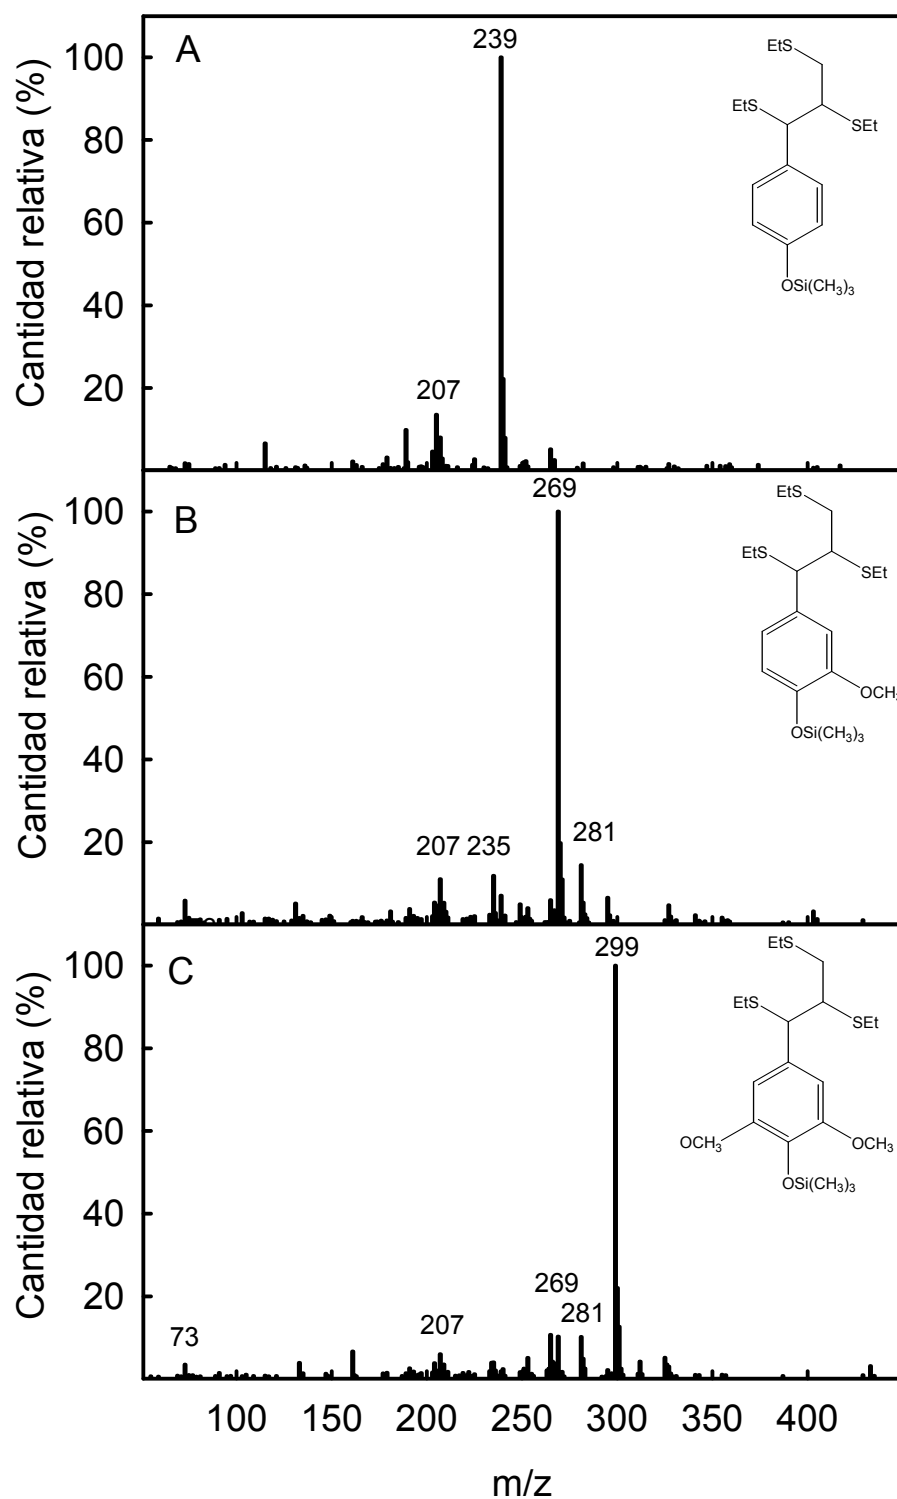 A
239
100
80
60
40
20
207
Cantidad relativa (%)
EtS
EtS
SEt
OSi(CH3)3
B
269
100
80
60
40
20
207 235
281
Cantidad relativa (%)
EtS
EtS
SEt
OCH3
OSi(CH3)3
C
299
100
80
60
40
20
73
207
269
281
Cantidad relativa (%)
EtS
EtS
SEt
OCH3
OCH3
OSi(CH3)3
100 150 200 250 300 350 400
m/z